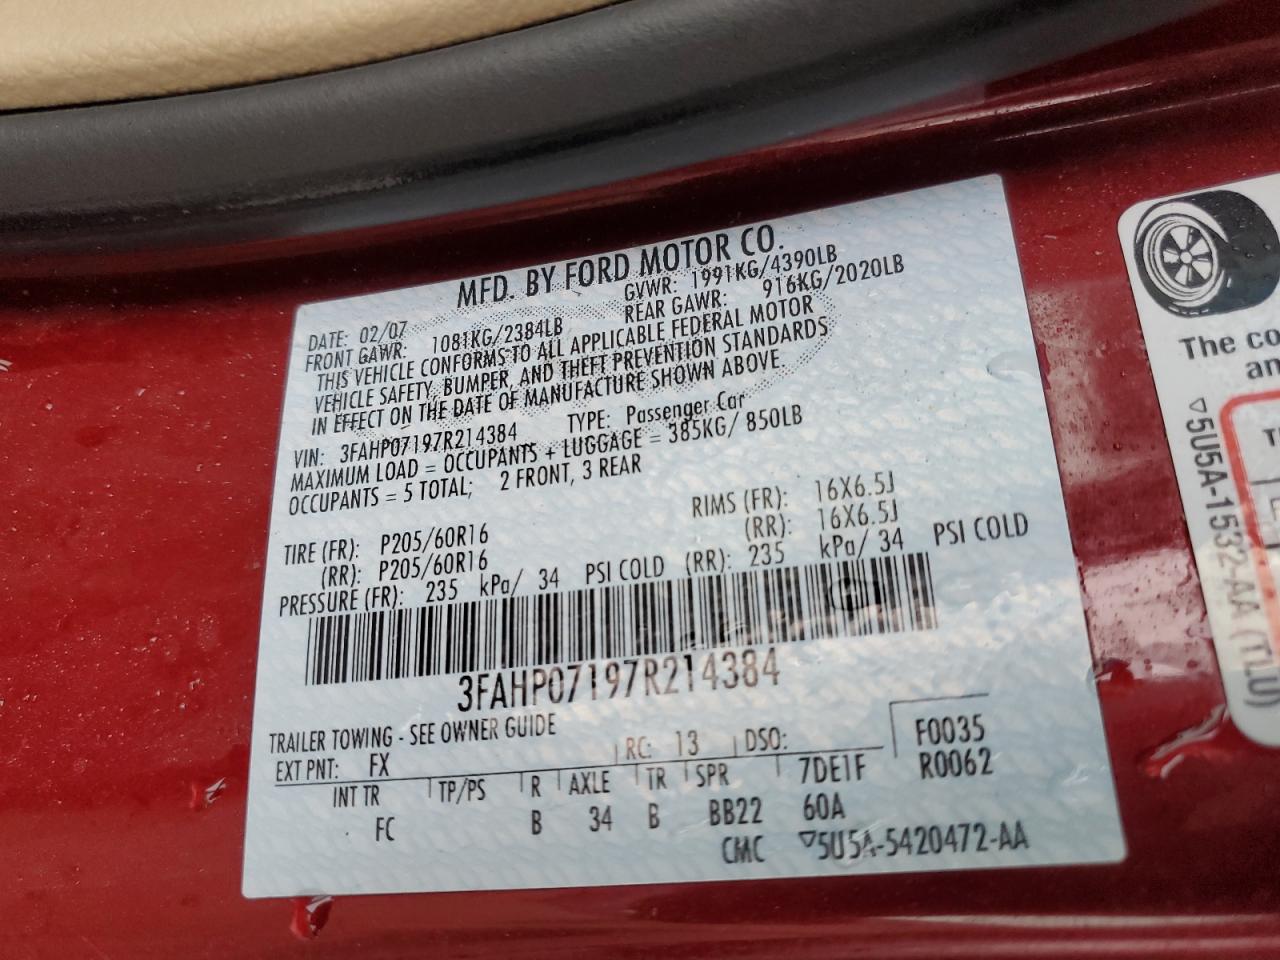 MFD. BY FORD MOTOR CO.
DATE: 02/07 GVWR: 1991KG/4390LB
FRONT GAWR: 1081KG/2384LB REAR GAWR: 916KG/2020LB
THIS VEHICLE CONFORMS TO ALL APPLICABLE FEDERAL MOTOR
VEHICLE SAFETY, BUMPER, AND THEFT PREVENTION STANDARDS
IN EFFECT ON THE DATE OF MANUFACTURE SHOWN ABOVE.
VIN: 3FAHP07197R214384 TYPE: Passenger Car
MAXIMUM LOAD = OCCUPANTS + LUGGAGE = 385KG/ 850LB
OCCUPANTS = 5 TOTAL; 2 FRONT, 3 REAR
TIRE (FR): P205/60R16 RIMS (FR): 16X6.5J
(RR): P205/60R16 (RR): 16X6.5J
PRESSURE (FR): 235 kPa/ 34 PSI COLD (RR): 235 kPa/ 34 PSI COLD
3FAHP07197R214384
TRAILER TOWING - SEE OWNER GUIDE
EXT PNT: FX RC: 13 DSO: F0035
INT TR TP/PS R AXLE TR SPR 7DE1F R0062
FC B 34 B BB22 60A
CMC ▽5U5A-5420472-AA
The co
an
▽5U5A-1532-AA (TLU)